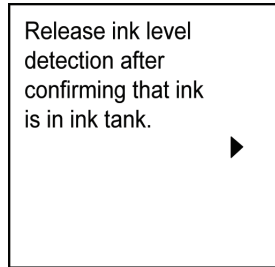 Release ink level
detection after
confirming that ink
is in ink tank.